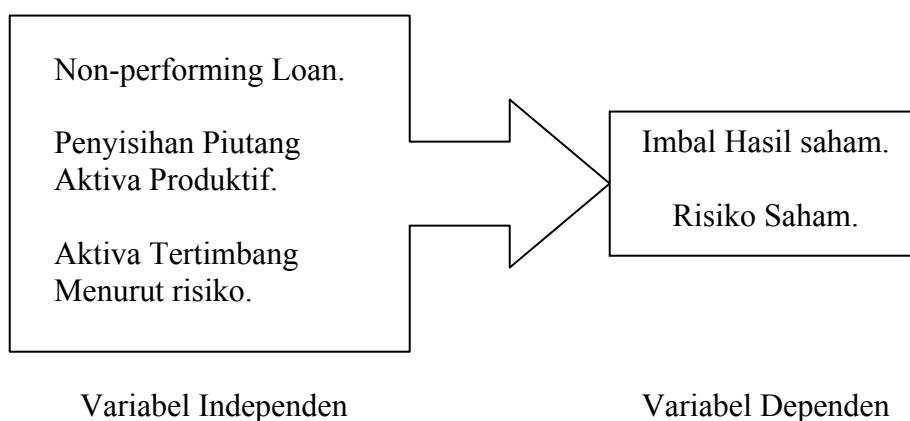 Non-performing Loan.
Penyisihan Piutang
Aktiva Produktif.
Aktiva Tertimbang
Menurut risiko.
Imbal Hasil saham.
Risiko Saham.
Variabel Independen
Variabel Dependen